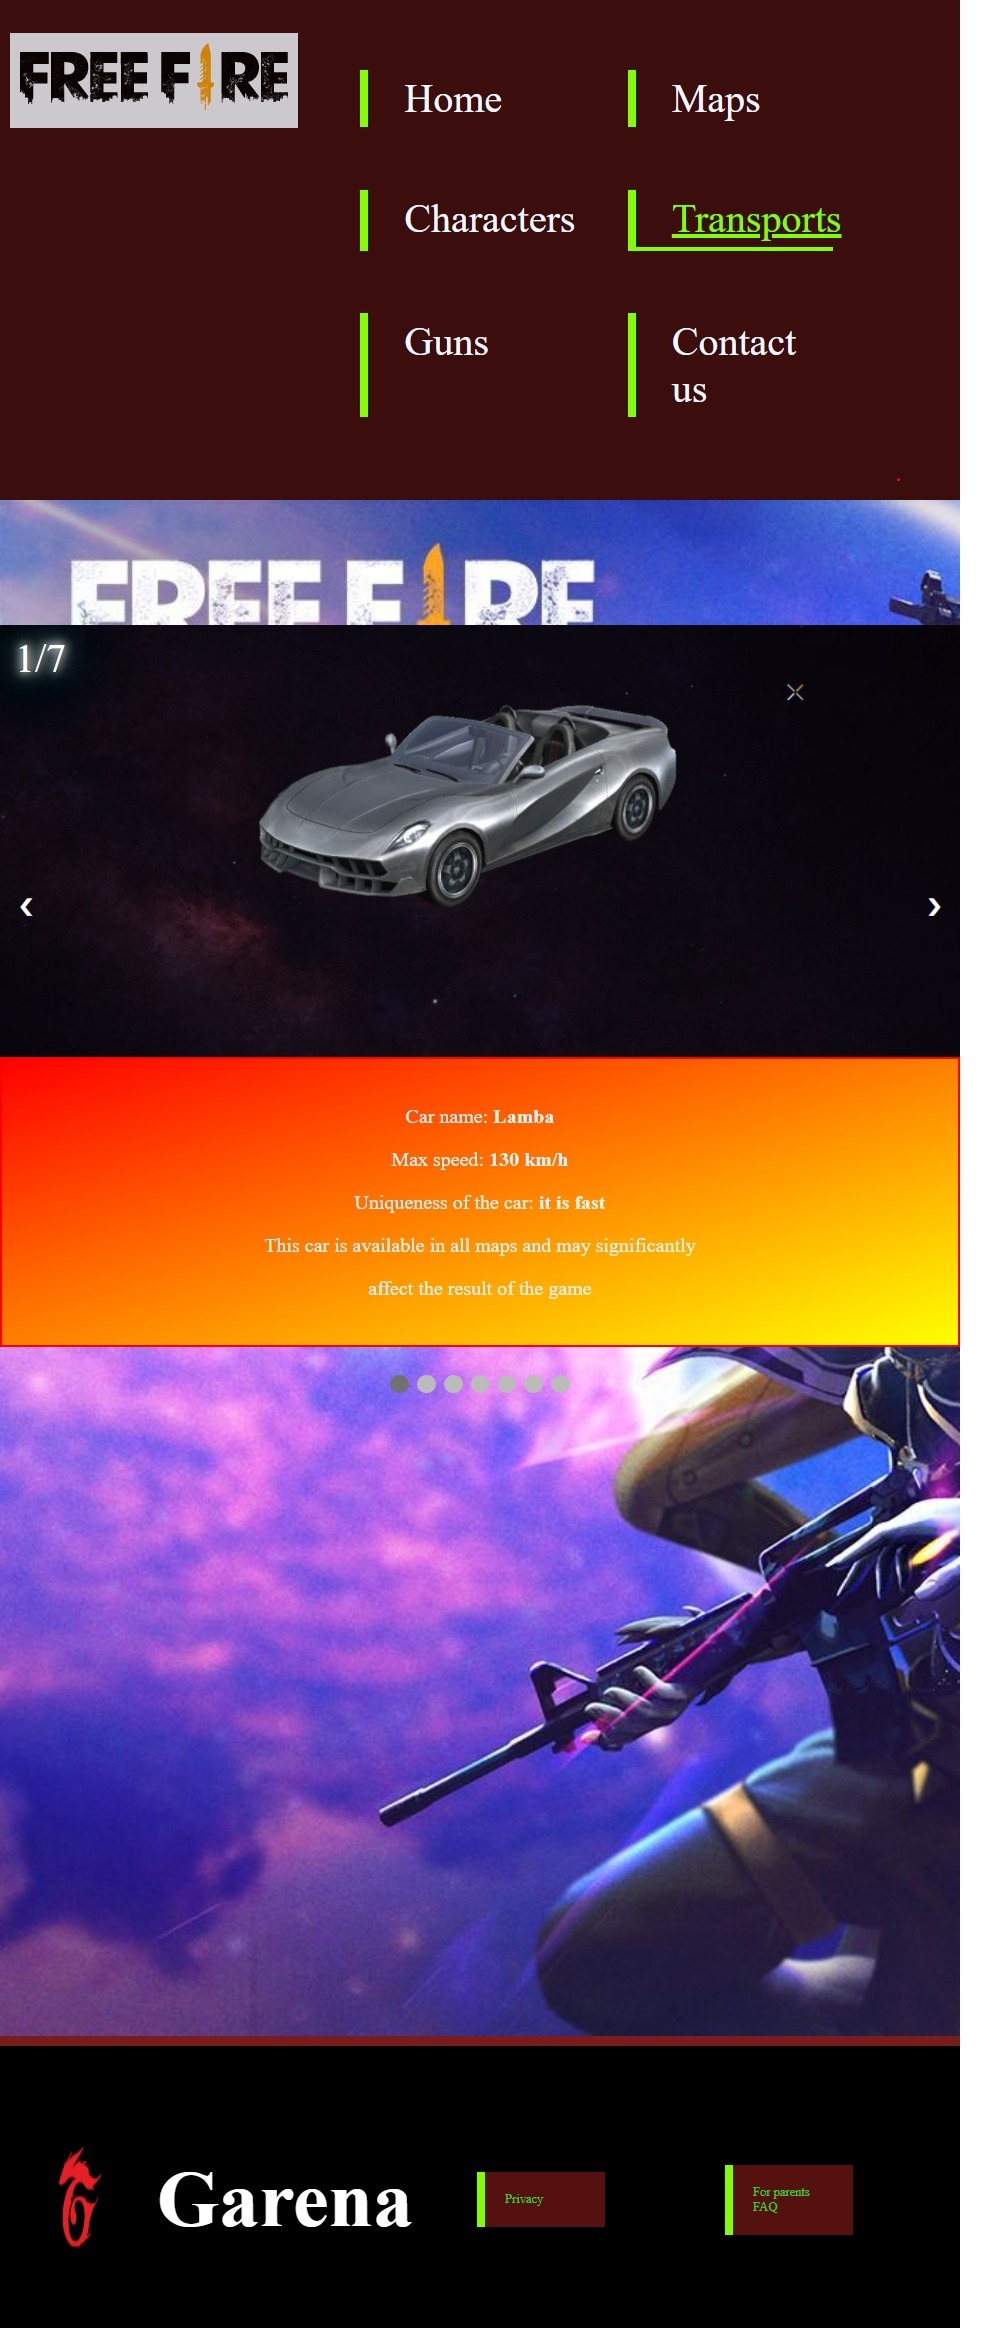 FREE FIRE
Home
Maps
Characters
Transports
Guns
Contact
us
FREE FIRE
1/7
❮
❯
Car name: Lamba
Max speed: 130 km/h
Uniqueness of the car: it is fast
This car is available in all maps and may significantly
affect the result of the game
Garena
Privacy
For parents
FAQ